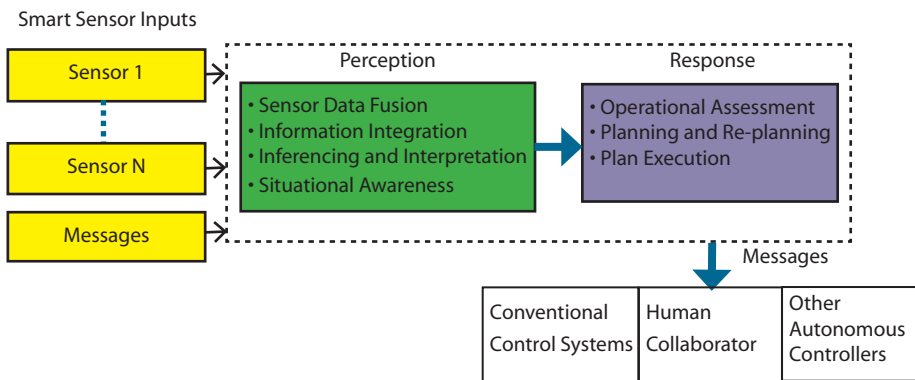 Smart Sensor Inputs
Sensor 1
Sensor N
Messages
Perception
• Sensor Data Fusion
• Information Integration
• Inferencing and Interpretation
• Situational Awareness
Response
• Operational Assessment
• Planning and Re-planning
• Plan Execution
Messages
Conventional
Control Systems
Human
Collaborator
Other
Autonomous
Controllers